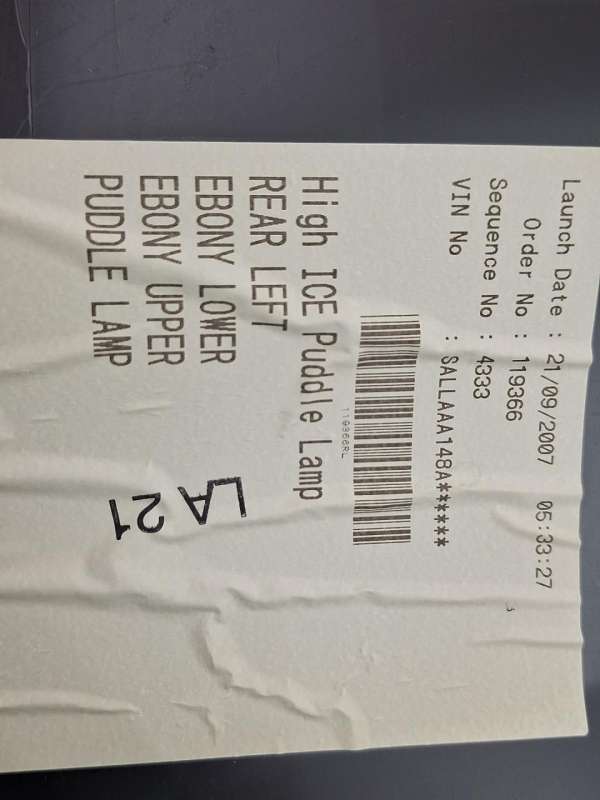 Launch Date : 21/09/2007 05:33:27
Order No : 119366
Sequence No : 4333
VIN No : SALLAAA148A******
119366RL
High ICE Puddle Lamp
REAR LEFT
EBONY LOWER
EBONY UPPER
PUDDLE LAMP
LA
21